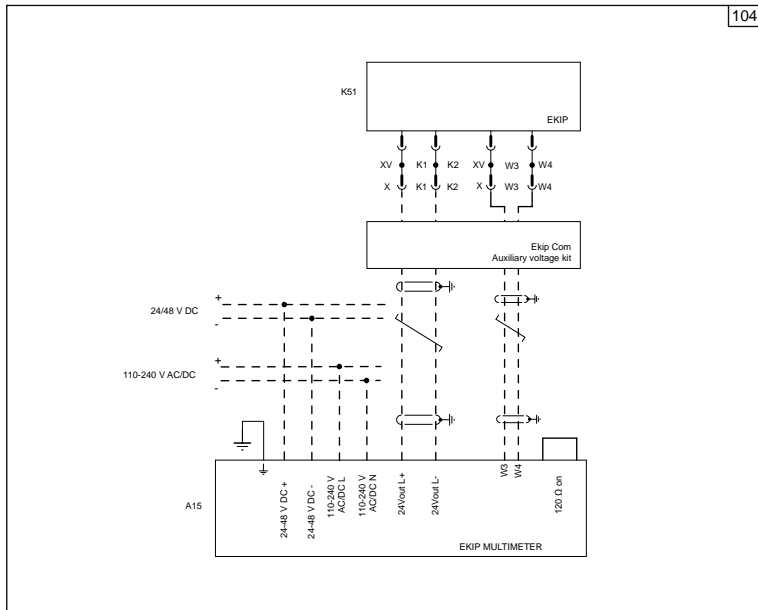 104
K51
EKIP
XV K1 K2 XV W3 W4
X K1 K2 X W3 W4
Ekip Com
Auxiliary voltage kit
+
24/48 V DC
-
+
110-240 V AC/DC
-
A15
24-48 V DC +
24-48 V DC -
110-240 V
AC/DC L
110-240 V
AC/DC N
24Vout L+
24Vout L-
W3
W4
120 Ω on
EKIP MULTIMETER